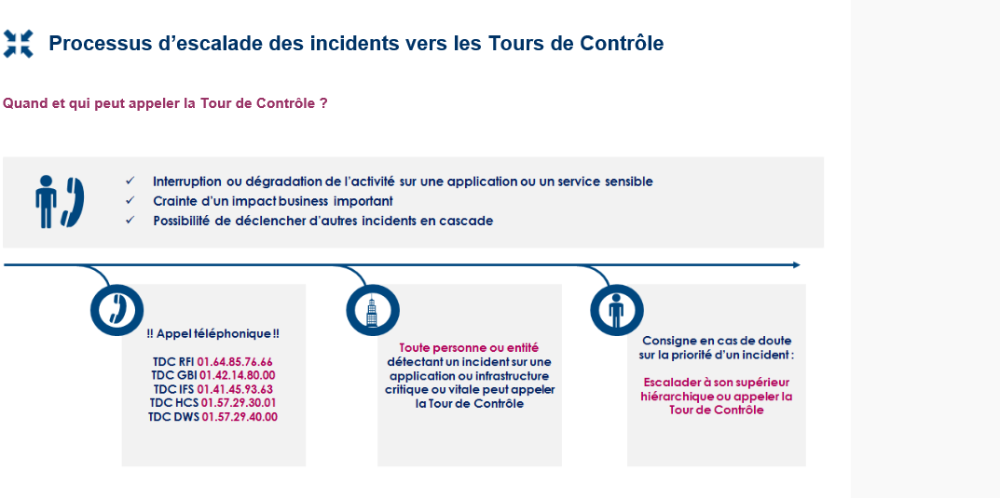 Processus d’escalade des incidents vers les Tours de Contrôle
Quand et qui peut appeler la Tour de Contrôle ?
✓ Interruption ou dégradation de l’activité sur une application ou un service sensible
✓ Crainte d’un impact business important
✓ Possibilité de déclencher d’autres incidents en cascade
!! Appel téléphonique !!
TDC RFI 01.64.85.76.66
TDC GBI 01.42.14.80.00
TDC IFS 01.41.45.93.63
TDC HCS 01.57.29.30.01
TDC DWS 01.57.29.40.00
Toute personne ou entité
détectant un incident sur une
application ou infrastructure
critique ou vitale peut appeler
la Tour de Contrôle
Consigne en cas de doute
sur la priorité d’un incident :
Escalader à son supérieur
hiérarchique ou appeler la
Tour de Contrôle